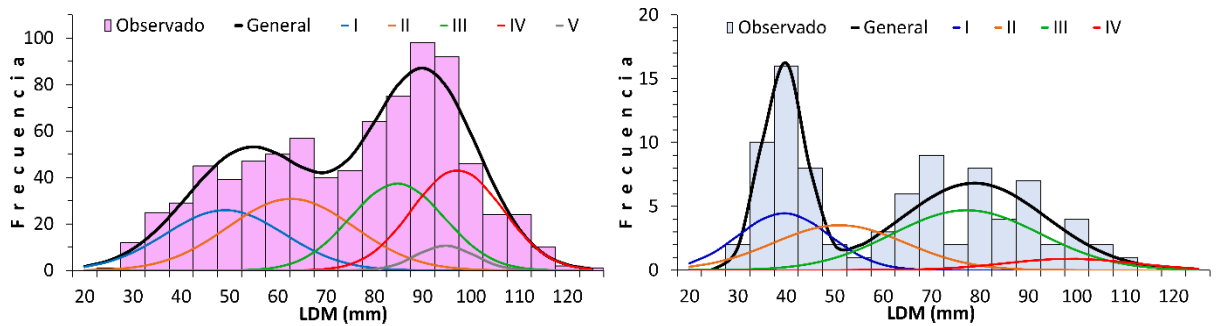 Observado General I II III IV V
100
80
60
40
20
0
Frecuencia
20 30 40 50 60 70 80 90 100 110 120
LDM (mm)
Observado General I II III IV
20
15
10
5
0
Frecuencia
20 30 40 50 60 70 80 90 100 110 120
LDM (mm)